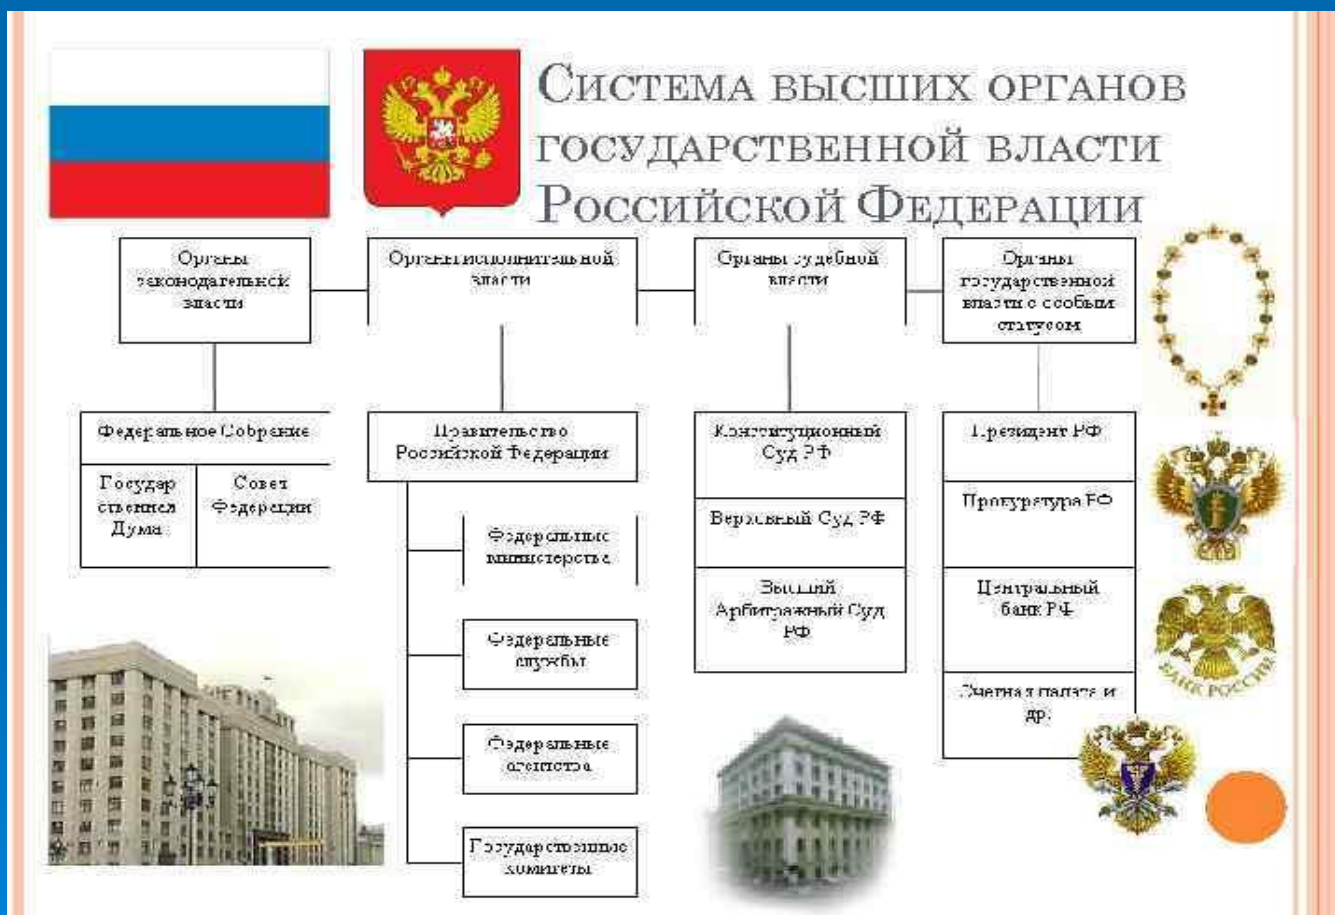 Система высших органов
государственной власти
Российской Федерации
Органы
законодательной
власти
Органы исполнительной
власти
Органы судебной
власти
Органы
государственной
власти с особым
статусом
Федеральное Собрание
Государ
ственная
Дума
Совет
Федерации
Правительство
Российской Федерации
Федеральные
министерства
Федеральные
службы
Федеральные
агентства
Государственные
комитеты
Конституционный
Суд РФ
Верховный Суд РФ
Высший
Арбитражный Суд
РФ
Президент РФ
Прокуратура РФ
Центральный
банк РФ
Счетная палата и
др.
БАНК РОССИИ